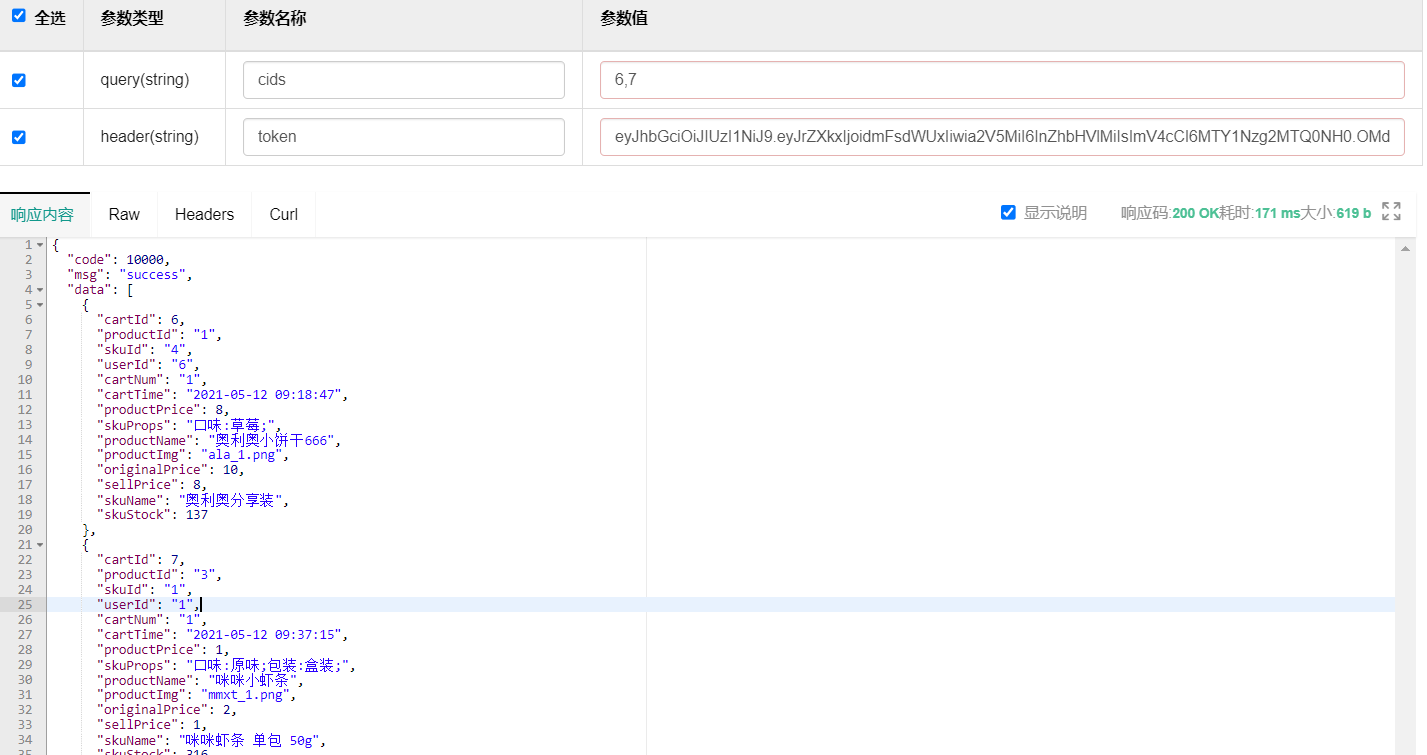 全选 参数类型 参数名称 参数值
query(string) cids 6,7
header(string) token eyJhbGciOiJIUzI1NiJ9.eyJrZXkxIjoidmFsdWUxIiwia2V5MiI6InZhbHVlMiIsImV4cCI6MTY1Nzg2MTQ0NH0.OMd
响应内容 Raw Headers Curl 显示说明 响应码:200 OK耗时:171 ms大小:619 b
1 {
2 "code": 10000,
3 "msg": "success",
4 "data": [
5 {
6 "cartId": 6,
7 "productId": "1",
8 "skuId": "4",
9 "userId": "6",
10 "cartNum": "1",
11 "cartTime": "2021-05-12 09:18:47",
12 "productPrice": 8,
13 "skuProps": "口味:草莓;",
14 "productName": "奥利奥小饼干666",
15 "productImg": "ala_1.png",
16 "originalPrice": 10,
17 "sellPrice": 8,
18 "skuName": "奥利奥分享装",
19 "skuStock": 137
20 },
21 {
22 "cartId": 7,
23 "productId": "3",
24 "skuId": "1",
25 "userId": "1",
26 "cartNum": "1",
27 "cartTime": "2021-05-12 09:37:15",
28 "productPrice": 1,
29 "skuProps": "口味:原味;包装:盒装;",
30 "productName": "咪咪小虾条",
31 "productImg": "mmxt_1.png",
32 "originalPrice": 2,
33 "sellPrice": 1,
34 "skuName": "咪咪虾条 单包 50g",
35 "skuStock": 316